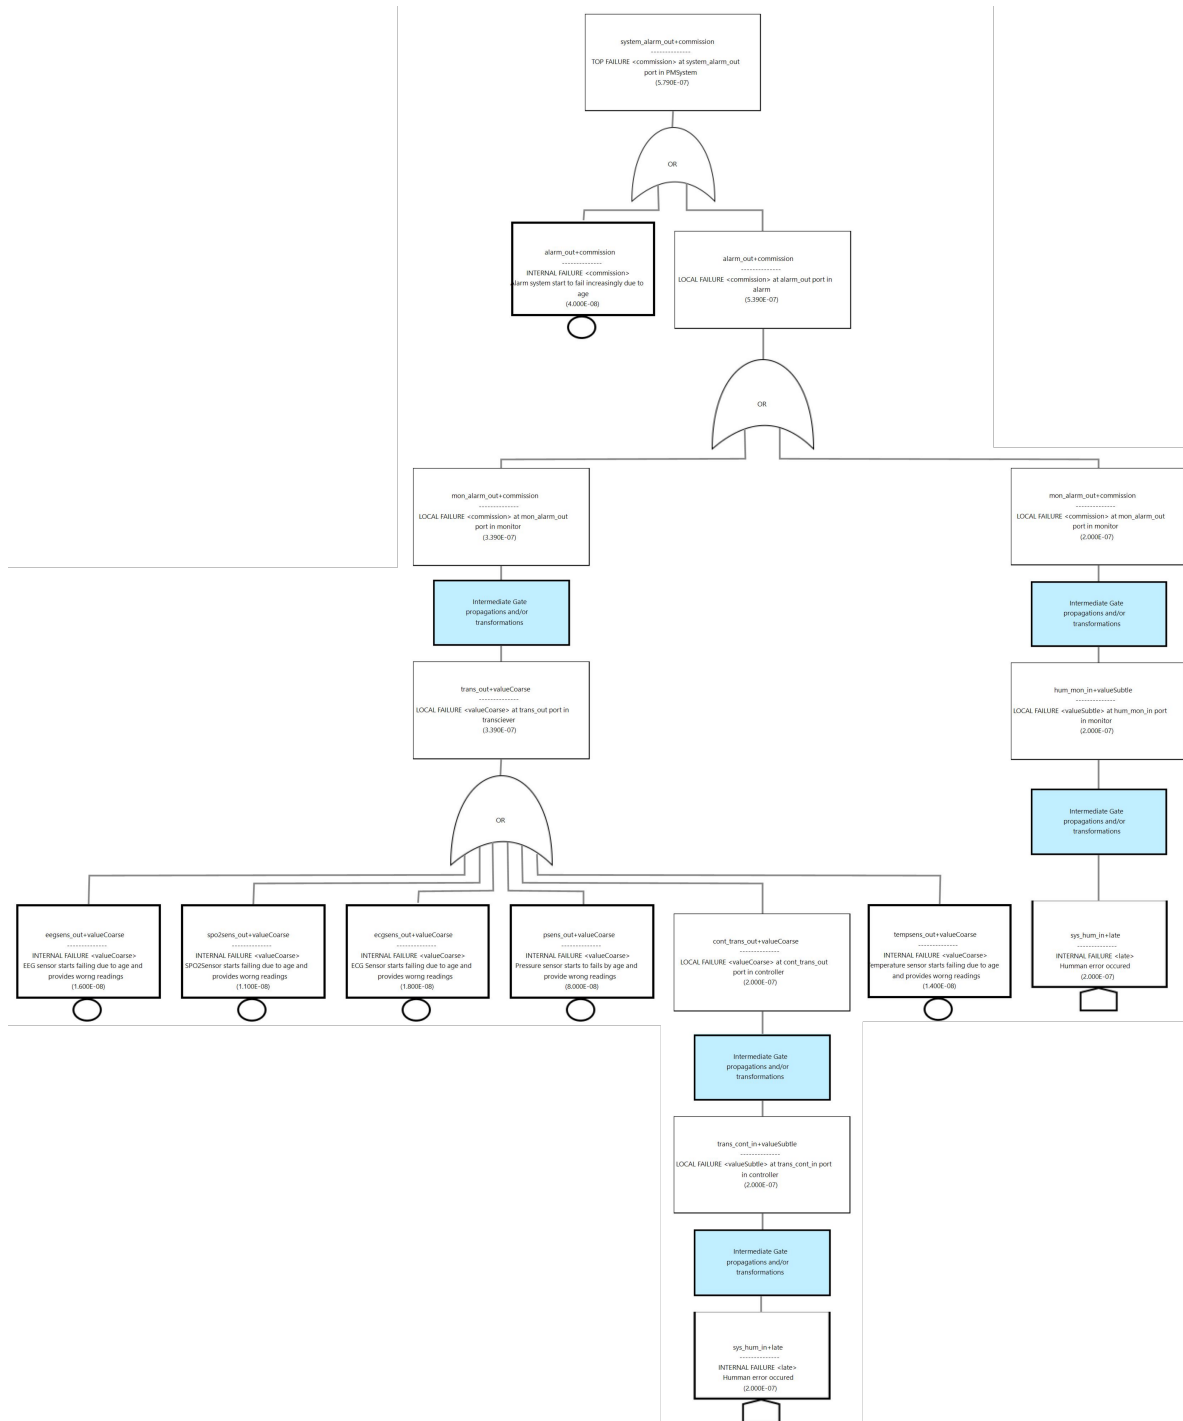 system_alarm_out+commission
--------------
TOP FAILURE <commission> at system_alarm_out
port in PMSystem
(5.790E-07)
OR
alarm_out+commission
--------------
INTERNAL FAILURE <commission>
Alarm system start to fail increasingly due to
age
(4.000E-08)
alarm_out+commission
--------------
LOCAL FAILURE <commission> at alarm_out port in
alarm
(5.390E-07)
OR
mon_alarm_out+commission
--------------
LOCAL FAILURE <commission> at mon_alarm_out
port in monitor
(3.390E-07)
mon_alarm_out+commission
--------------
LOCAL FAILURE <commission> at mon_alarm_out
port in monitor
(2.000E-07)
Intermediate Gate
propagations and/or
transformations
Intermediate Gate
propagations and/or
transformations
trans_out+valueCoarse
--------------
LOCAL FAILURE <valueCoarse> at trans_out port in
transciever
(3.390E-07)
hum_mon_in+valueSubtle
--------------
LOCAL FAILURE <valueSubtle> at hum_mon_in port
in monitor
(2.000E-07)
OR
Intermediate Gate
propagations and/or
transformations
eegsens_out+valueCoarse
--------------
INTERNAL FAILURE <valueCoarse>
EEG sensor starts failing due to age and
provides worng readings
(1.600E-08)
spo2sens_out+valueCoarse
--------------
INTERNAL FAILURE <valueCoarse>
SPO2Sensor starts failing due to age and
provides worng readings
(1.100E-08)
ecgsens_out+valueCoarse
--------------
INTERNAL FAILURE <valueCoarse>
ECG Sensor starts failing due to age and
provides worng readings
(1.800E-08)
psens_out+valueCoarse
--------------
INTERNAL FAILURE <valueCoarse>
Pressure sensor starts to fails by age and
provide wrong readings
(8.000E-08)
cont_trans_out+valueCoarse
--------------
LOCAL FAILURE <valueCoarse> at cont_trans_out
port in controller
(2.000E-07)
tempsens_out+valueCoarse
--------------
INTERNAL FAILURE <valueCoarse>
Temperature sensor starts failing due to age
and provides worng readings
(1.400E-08)
sys_hum_in+late
--------------
INTERNAL FAILURE <late>
Humman error occured
(2.000E-07)
Intermediate Gate
propagations and/or
transformations
trans_cont_in+valueSubtle
--------------
LOCAL FAILURE <valueSubtle> at trans_cont_in port
in controller
(2.000E-07)
Intermediate Gate
propagations and/or
transformations
sys_hum_in+late
--------------
INTERNAL FAILURE <late>
Humman error occured
(2.000E-07)